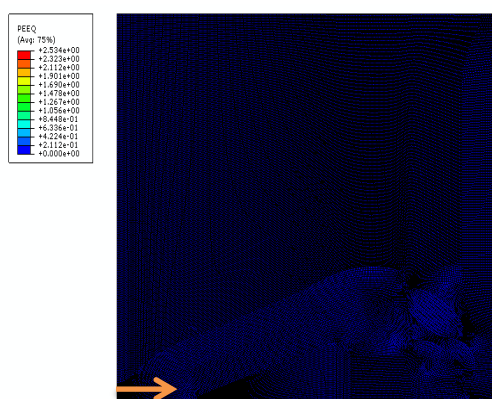 PEEQ
(Avg: 75%)
+2.534e+00
+2.323e+00
+2.112e+00
+1.901e+00
+1.690e+00
+1.478e+00
+1.267e+00
+1.056e+00
+8.448e-01
+6.336e-01
+4.224e-01
+2.112e-01
+0.000e+00